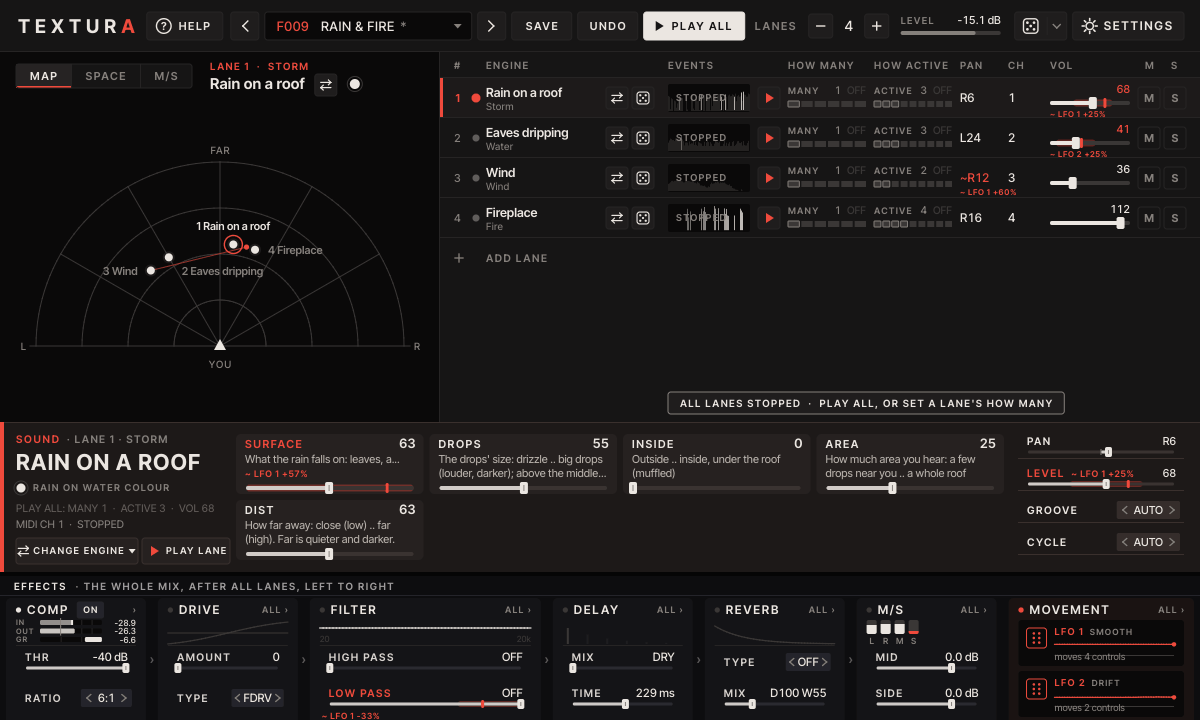 TEXTURA
? HELP
F009 RAIN & FIRE *
SAVE
UNDO
PLAY ALL
LANES
4
LEVEL
-15.1 dB
SETTINGS
MAP SPACE M/S
LANE 1 · STORM
Rain on a roof
FAR
1 Rain on a roof
4 Fireplace
3 Wind
2 Eaves dripping
L
R
YOU
# ENGINE EVENTS HOW MANY HOW ACTIVE PAN CH VOL M S
1 Rain on a roof STOPPED MANY 1 OFF ACTIVE 3 OFF R6 1 68 M S
Storm
~ LFO 1 +25%
2 Eaves dripping STOPPED MANY 1 OFF ACTIVE 3 OFF L24 2 41 M S
Water
~ LFO 2 +25%
3 Wind STOPPED MANY 1 OFF ACTIVE 2 OFF ~R12 3 36 M S
Wind
~ LFO 1 +60%
4 Fireplace STOPPED MANY 1 OFF ACTIVE 4 OFF R16 4 112 M S
Fire
+ ADD LANE
ALL LANES STOPPED · PLAY ALL, OR SET A LANE'S HOW MANY
SOUND · LANE 1 · STORM
RAIN ON A ROOF
RAIN ON WATER COLOUR
PLAY ALL: MANY 1 · ACTIVE 3 · VOL 68
MIDI CH 1 · STOPPED
CHANGE ENGINE
PLAY LANE
SURFACE 63
What the rain falls on: leaves, a...
~ LFO 1 +57%
DROPS 55
The drops' size: drizzle .. big drops
(louder, darker); above the middle...
INSIDE 0
Outside .. inside, under the roof
(muffled)
AREA 25
How much area you hear: a few
drops near you .. a whole roof
DIST 63
How far away: close (low) .. far
(high). Far is quieter and darker.
PAN R6
LEVEL ~ LFO 1 +25% 68
GROOVE < AUTO >
CYCLE < AUTO >
EFFECTS · THE WHOLE MIX, AFTER ALL LANES, LEFT TO RIGHT
COMP ON ›
IN -28.9
OUT -26.3
GR -6.6
THR -40 dB
RATIO < 6:1 >
DRIVE ALL ›
AMOUNT 0
TYPE < FDRV >
FILTER ALL ›
20 20k
HIGH PASS OFF
LOW PASS OFF
~ LFO 1 -33%
DELAY ALL ›
MIX DRY
TIME 229 ms
REVERB ALL ›
TYPE < OFF >
MIX D100 W55
M/S ALL ›
L R M S
MID 0.0 dB
SIDE 0.0 dB
MOVEMENT ALL ›
LFO 1 SMOOTH
moves 4 controls
LFO 2 DRIFT
moves 2 controls